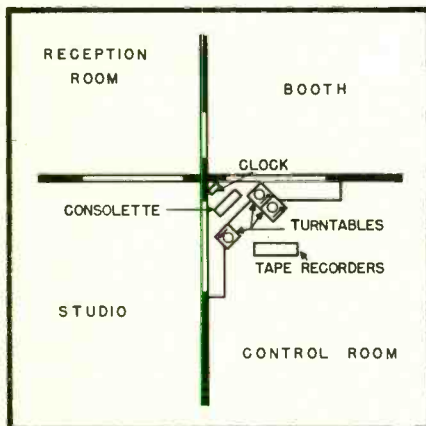 RECEPTION
ROOM
BOOTH
CLOCK
CONSOLETTE
TURNTABLES
TAPE RECORDERS
STUDIO
CONTROL ROOM